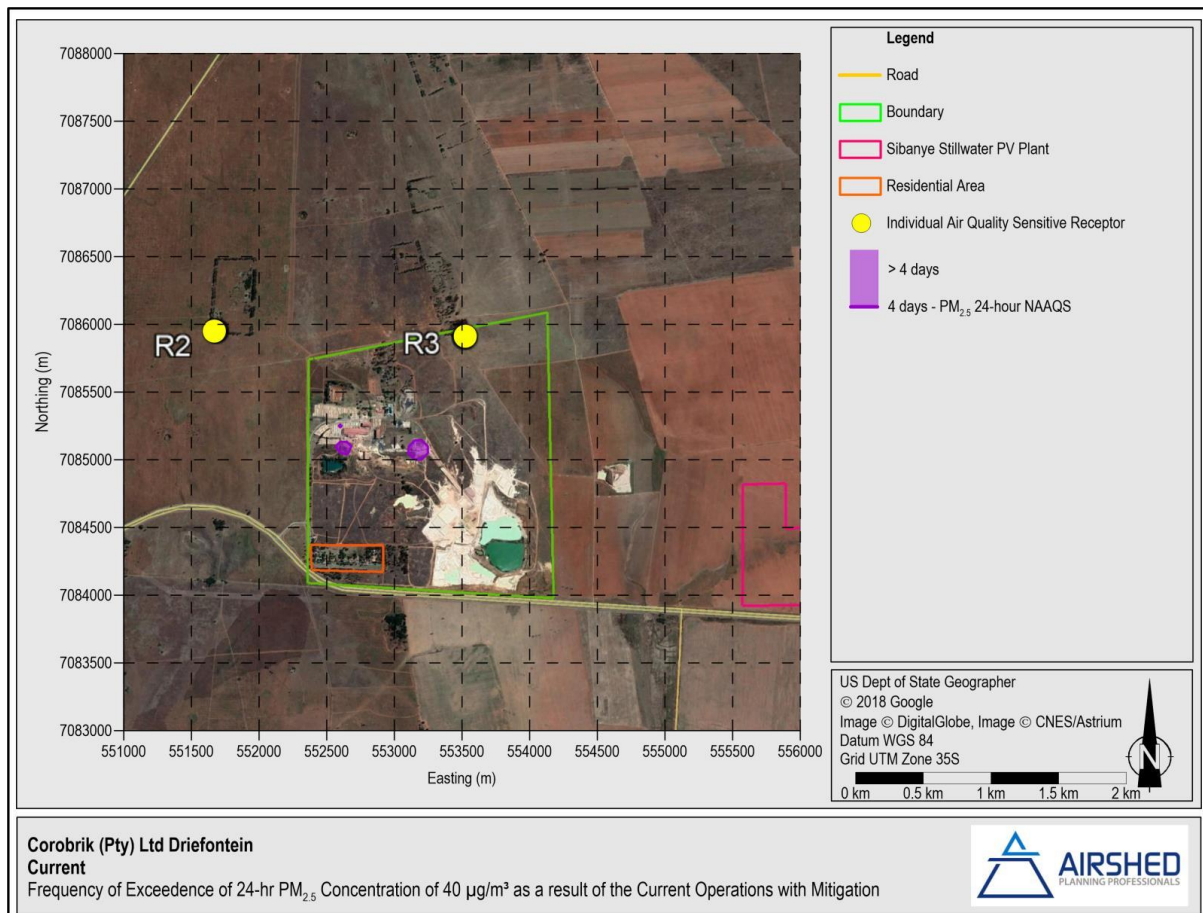 7088000
7087500
7087000
7086500
7086000
7085500
7085000
7084500
7084000
7083500
7083000
Northing (m)
551000 551500 552000 552500 553000 553500 554000 554500 555000 555500 556000
Easting (m)
R2
R3
Legend
Road
Boundary
Sibanye Stillwater PV Plant
Residential Area
Individual Air Quality Sensitive Receptor
> 4 days
4 days - PM₂.₅ 24-hour NAAQS
US Dept of State Geographer
© 2018 Google
Image © DigitalGlobe, Image © CNES/Astrium
Datum WGS 84
Grid UTM Zone 35S
N
0 km 0.5 km 1 km 1.5 km 2 km
Corobrik (Pty) Ltd Driefontein
Current
Frequency of Exceedence of 24-hr PM₂.₅ Concentration of 40 µg/m³ as a result of the Current Operations with Mitigation
AIRSHED
PLANNING PROFESSIONALS